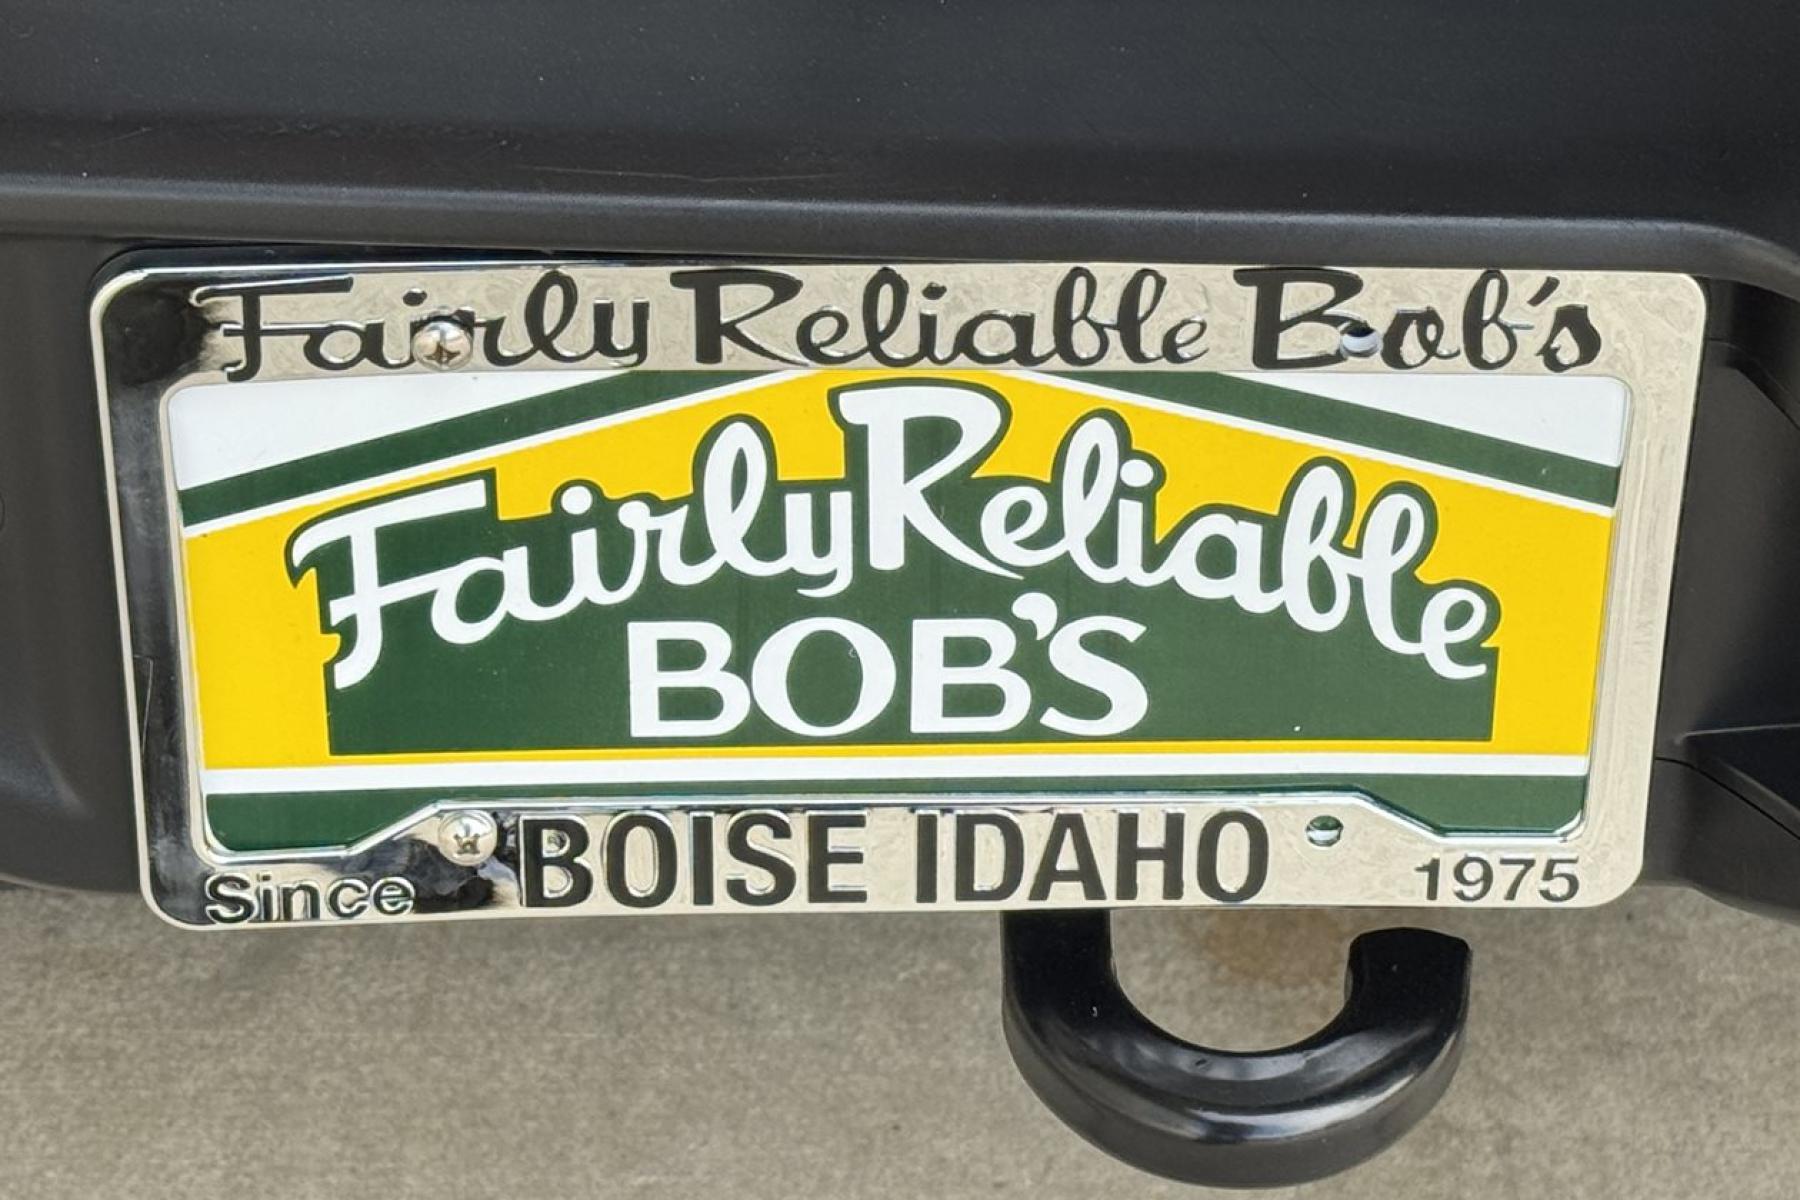 Fairly Reliable Bob's
Fairly Reliable
BOB'S
BOISE IDAHO
Since 1975